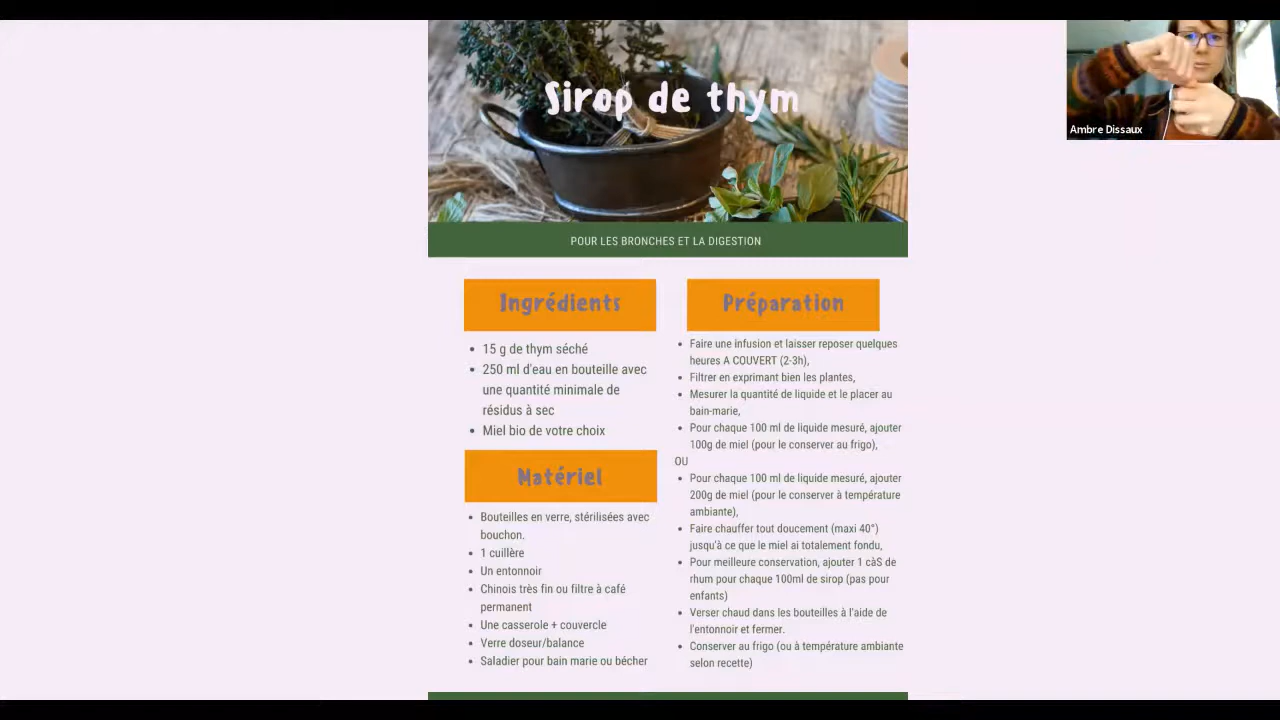 Sirop de thym
Ambre Dissaux
POUR LES BRONCHES ET LA DIGESTION
Ingrédients
• 15 g de thym séché
• 250 ml d'eau en bouteille avec
une quantité minimale de
résidus à sec
• Miel bio de votre choix
Matériel
• Bouteilles en verre, stérilisées avec
bouchon.
• 1 cuillère
• Un entonnoir
• Chinois très fin ou filtre à café
permanent
• Une casserole + couvercle
• Verre doseur/balance
• Saladier pour bain marie ou bécher
Préparation
• Faire une infusion et laisser reposer quelques
heures A COUVERT (2-3h),
• Filtrer en exprimant bien les plantes,
• Mesurer la quantité de liquide et le placer au
bain-marie,
• Pour chaque 100 ml de liquide mesuré, ajouter
100g de miel (pour le conserver au frigo),
OU
• Pour chaque 100 ml de liquide mesuré, ajouter
200g de miel (pour le conserver à température
ambiante),
• Faire chauffer tout doucement (maxi 40°)
jusqu'à ce que le miel ai totalement fondu,
• Pour meilleure conservation, ajouter 1 càS de
rhum pour chaque 100ml de sirop (pas pour
enfants)
• Verser chaud dans les bouteilles à l'aide de
l'entonnoir et fermer.
• Conserver au frigo (ou à température ambiante
selon recette)